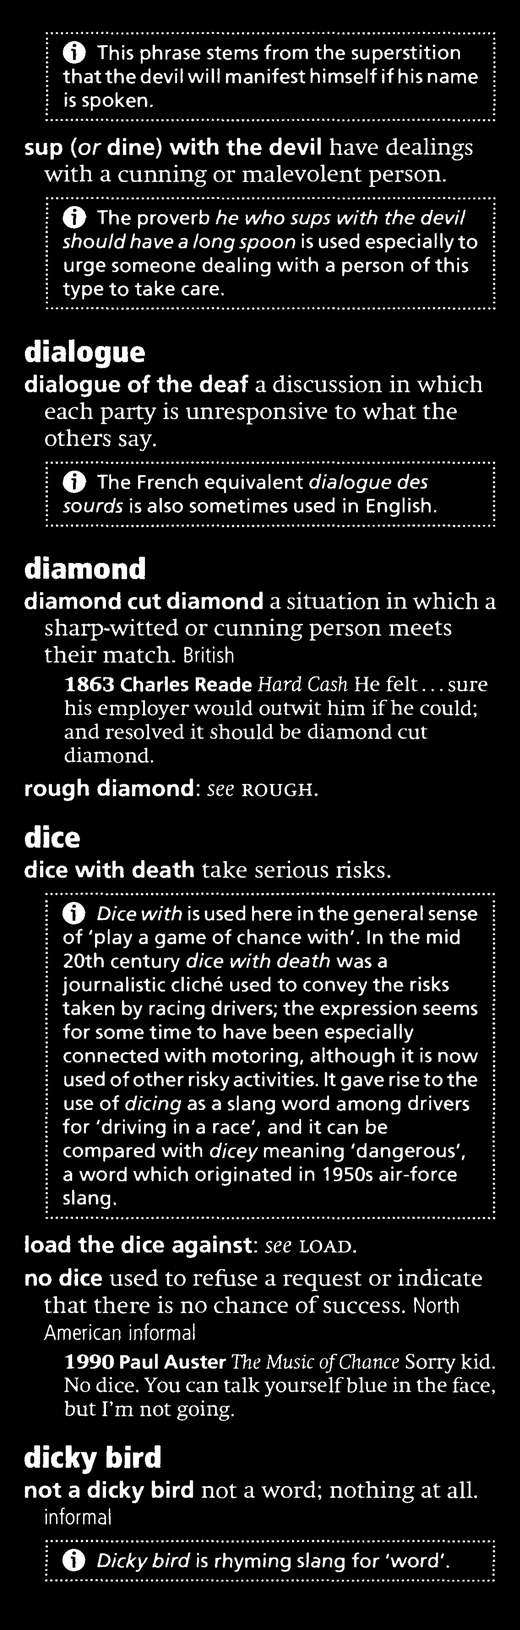 ⓘ This phrase stems from the superstition
that the devil will manifest himself if his name
is spoken.
sup (or dine) with the devil have dealings
with a cunning or malevolent person.
ⓘ The proverb he who sups with the devil
should have a long spoon is used especially to
urge someone dealing with a person of this
type to take care.
dialogue
dialogue of the deaf a discussion in which
each party is unresponsive to what the
others say.
ⓘ The French equivalent dialogue des
sourds is also sometimes used in English.
diamond
diamond cut diamond a situation in which a
sharp-witted or cunning person meets
their match. British
1863 Charles Reade Hard Cash He felt...sure
his employer would outwit him if he could;
and resolved it should be diamond cut
diamond.
rough diamond: see ROUGH.
dice
dice with death take serious risks.
ⓘ Dice with is used here in the general sense
of ‘play a game of chance with’. In the mid
20th century dice with death was a
journalistic cliché used to convey the risks
taken by racing drivers; the expression seems
for some time to have been especially
connected with motoring, although it is now
used of other risky activities. It gave rise to the
use of dicing as a slang word among drivers
for ‘driving in a race’, and it can be
compared with dicey meaning ‘dangerous’,
a word which originated in 1950s air-force
slang.
load the dice against: see LOAD.
no dice used to refuse a request or indicate
that there is no chance of success. North
American informal
1990 Paul Auster The Music of Chance Sorry kid.
No dice. You can talk yourself blue in the face,
but I'm not going.
dicky bird
not a dicky bird not a word; nothing at all.
informal
ⓘ Dicky bird is rhyming slang for ‘word’.